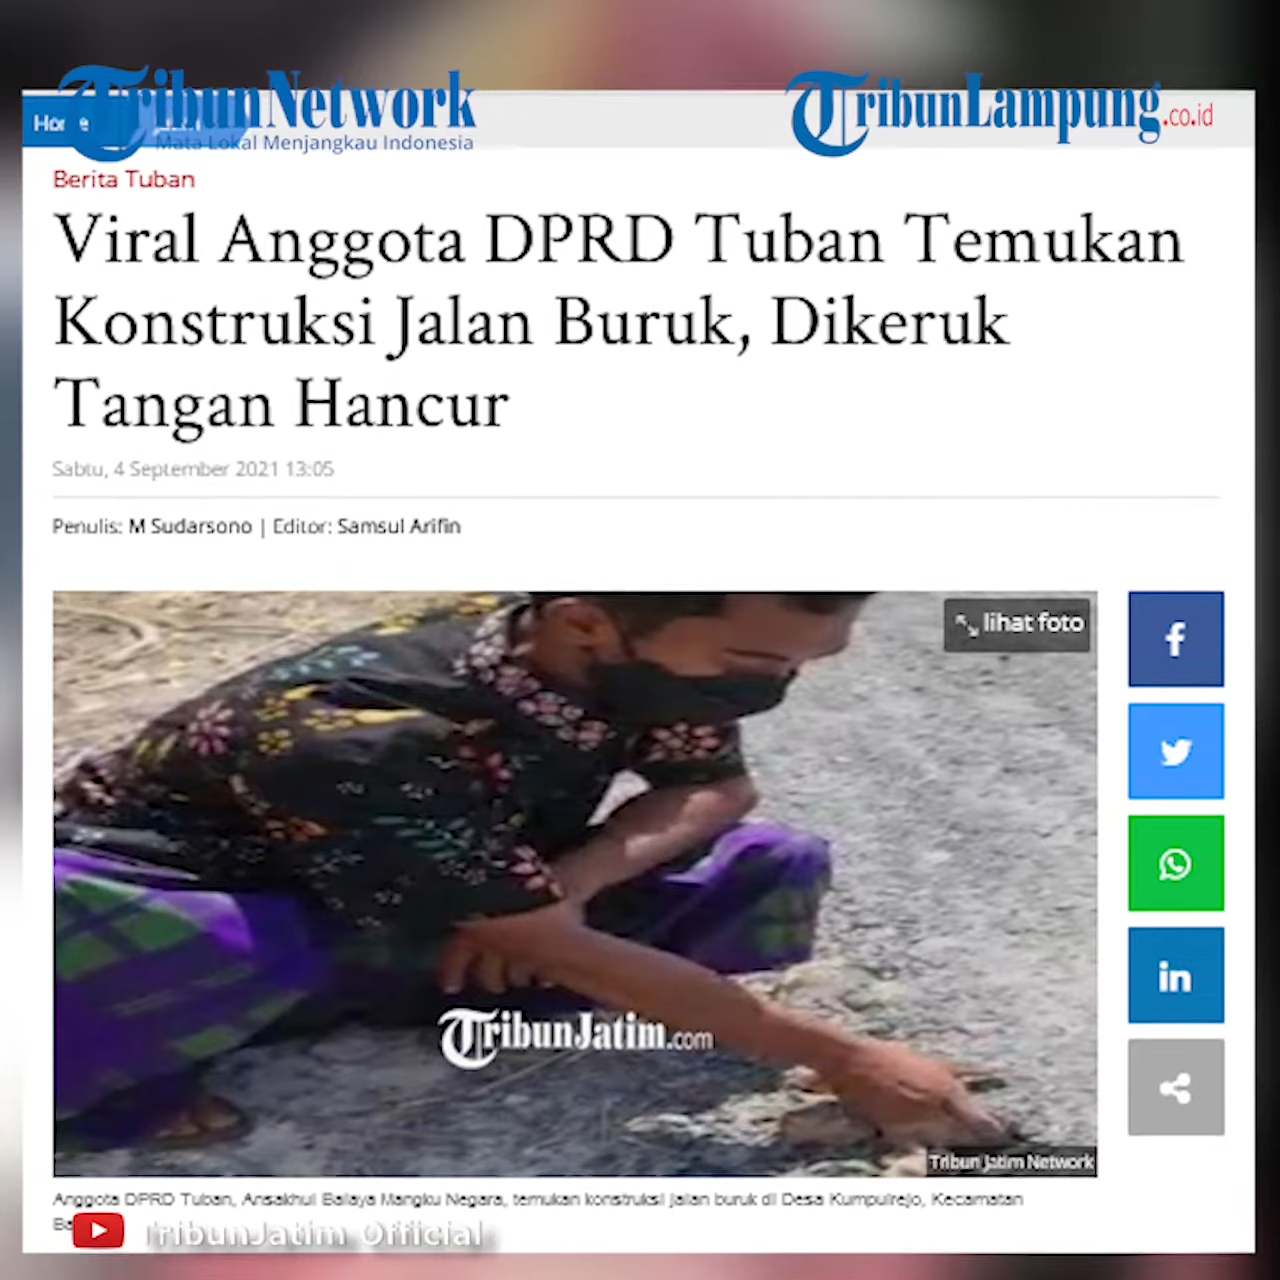 TribunNetwork
Mata Lokal Menjangkau Indonesia
TribunLampung.co.id
Home
Berita Tuban
Viral Anggota DPRD Tuban Temukan
Konstruksi Jalan Buruk, Dikeruk
Tangan Hancur
Sabtu, 4 September 2021 13:05
Penulis: M Sudarsono | Editor: Samsul Arifin
lihat foto
TribunJatim.com
Tribun Jatim Network
Anggota DPRD Tuban, Ansakhul Balaya Mangku Negara, temukan konstruksi jalan buruk di Desa Kumpulrejo, Kecamatan
TribunJatim Official